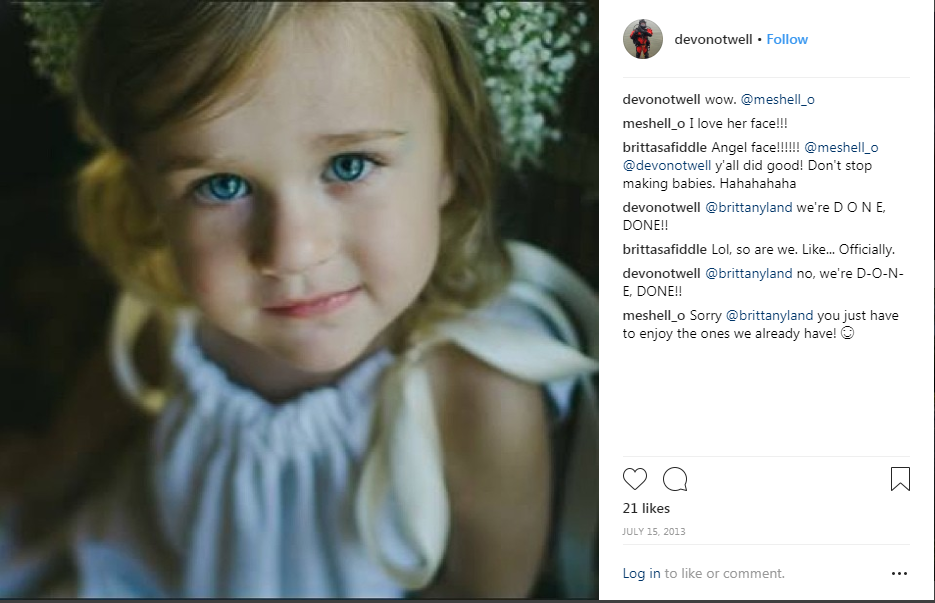 devonotwell • Follow
devonotwell wow. @meshell_o
meshell_o I love her face!!!
brittasafiddle Angel face!!!!!! @meshell_o
@devonotwell y'all did good! Don't stop
making babies. Hahahahaha
devonotwell @brittanyland we're D O N E,
DONE!!
brittasafiddle Lol, so are we. Like... Officially.
devonotwell @brittanyland no, we're D-O-N-
E, DONE!!
meshell_o Sorry @brittanyland you just have
to enjoy the ones we already have! 😏
21 likes
JULY 15, 2013
Log in to like or comment.